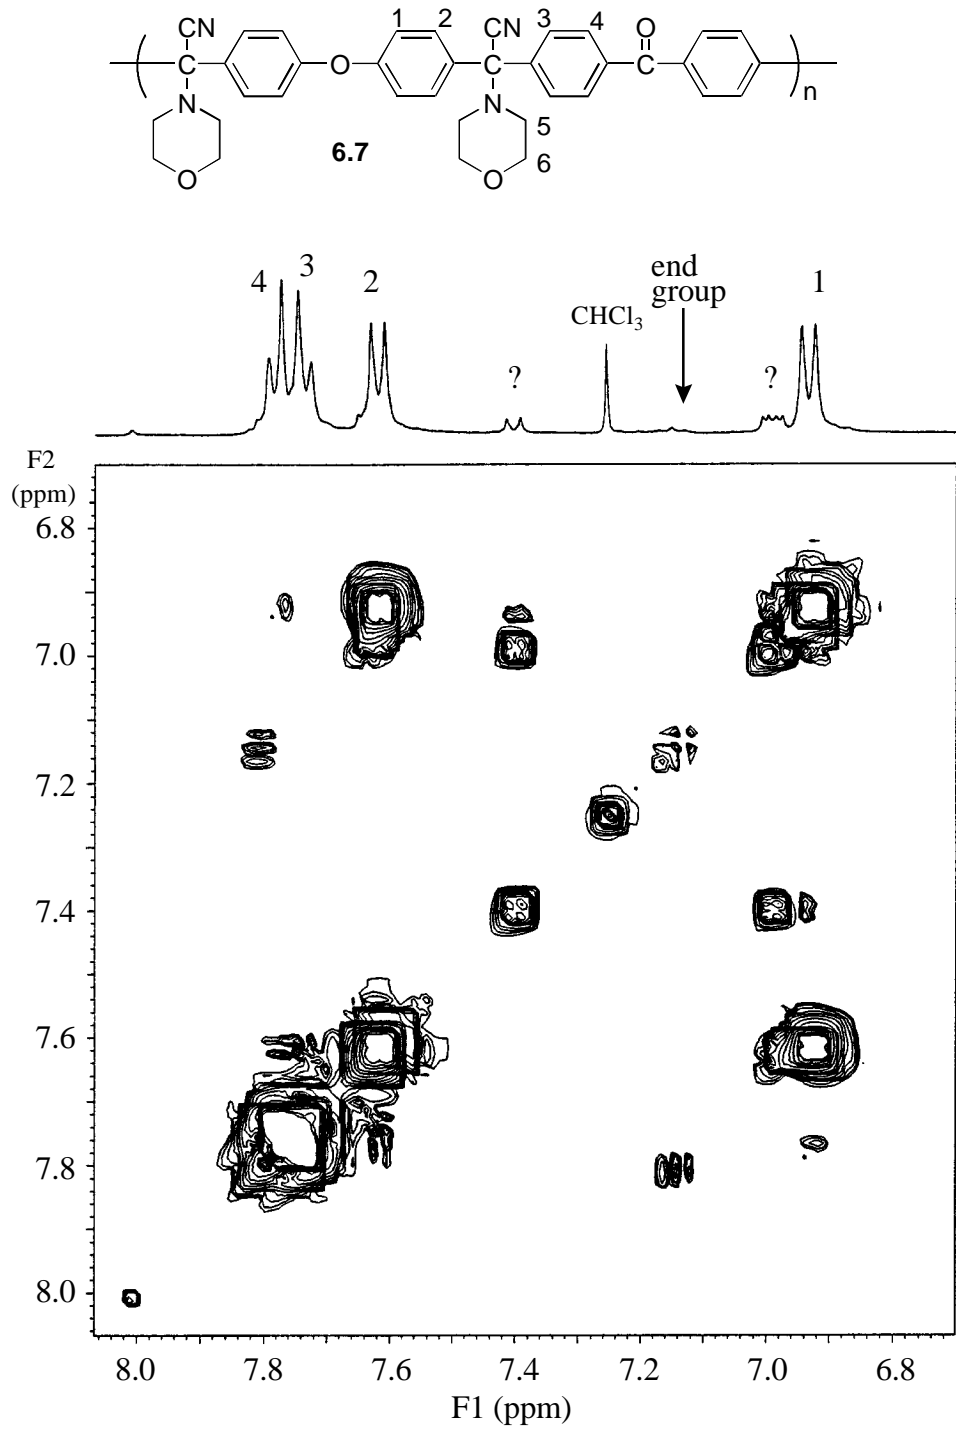 1 2 3 4
CN CN O
C O C C
n
N N
5
6.7 6
O O
4 3 2 CHCl₃ end group 1
? ?
F2
(ppm)
6.8
7.0
7.2
7.4
7.6
7.8
8.0
8.0 7.8 7.6 7.4 7.2 7.0 6.8
F1 (ppm)